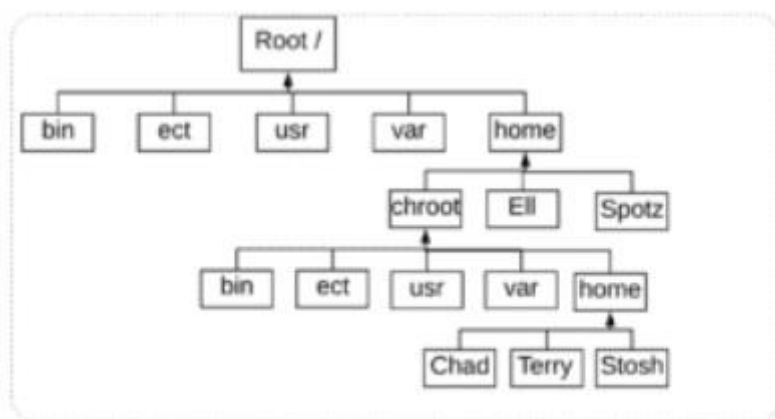 Root /
bin ect usr var home
chroot Ell Spotz
bin ect usr var home
Chad Terry Stosh